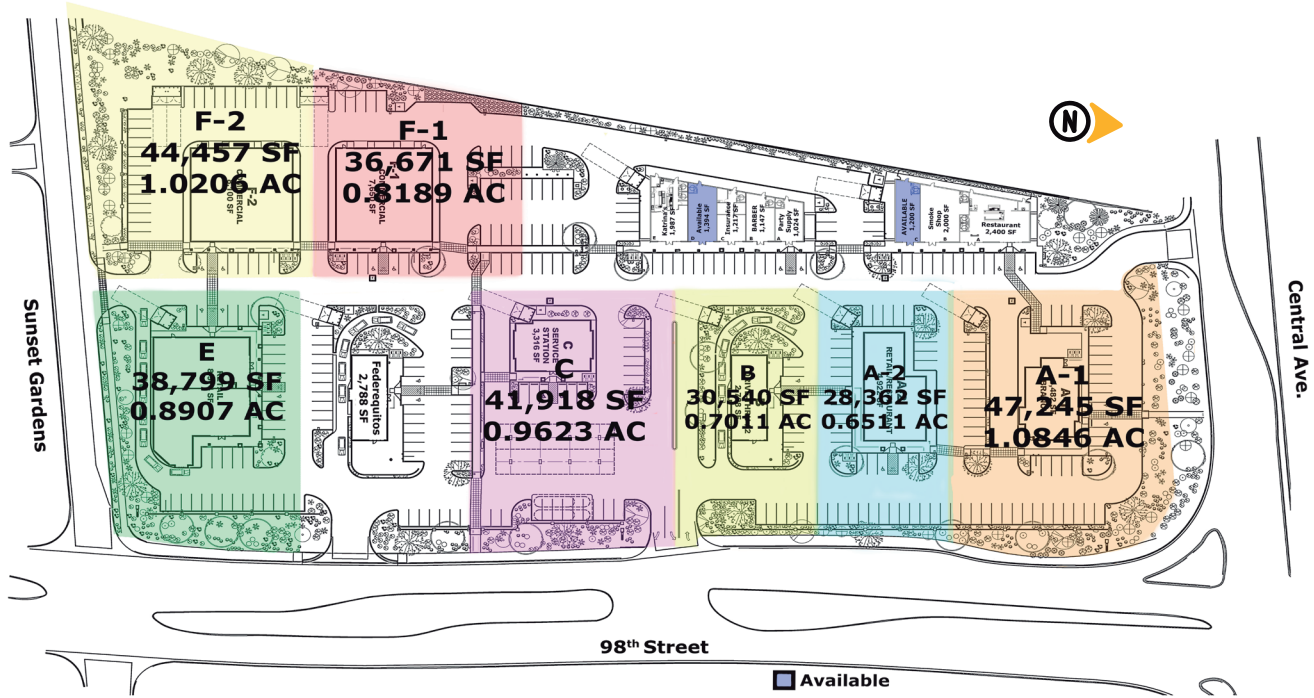 N
F-2
44,457 SF
1.0206 AC
F-1
36,671 SF
0.8189 AC
Katrina's
1,987 SF
Available
1,394 SF
Insurance
1,217 SF
BARBER
1,147 SF
Party
Supply
1,024 SF
AVAILABLE
1,200 SF
Smoke
Shop
2,000 SF
Restaurant
2,400 SF
Sunset Gardens
Central Ave.
E
38,799 SF
0.8907 AC
Federequitos
2,788 SF
C
SERVICE
STATION
3,316 SF
C
41,918 SF
0.9623 AC
B
30,540 SF
0.7011 AC
A-2
28,362 SF
0.6511 AC
A-1
47,245 SF
1.0846 AC
98th Street
Available